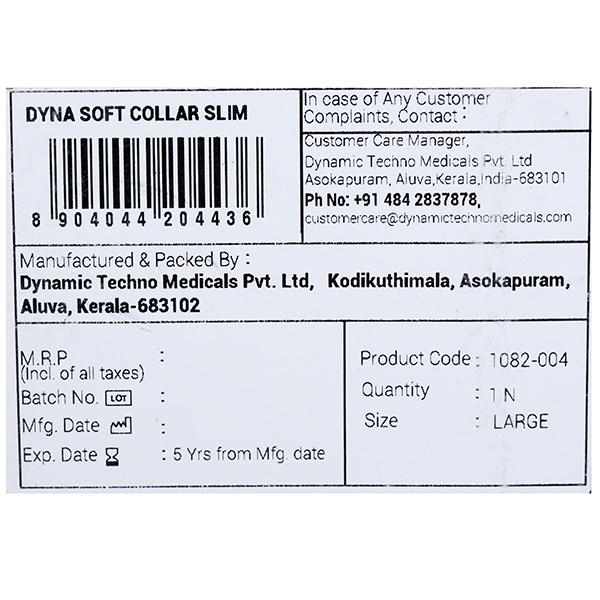 DYNA SOFT COLLAR SLIM
8 904044 204436
In case of Any Customer
Complaints, Contact :
Customer Care Manager,
Dynamic Techno Medicals Pvt. Ltd
Asokapuram, Aluva,Kerala,India-683101
Ph No: +91 484 2837878,
customercare@dynamictechnomedicals.com
Manufactured & Packed By :
Dynamic Techno Medicals Pvt. Ltd, Kodikuthimala, Asokapuram,
Aluva, Kerala-683102
M.R.P :
(Incl. of all taxes)
Batch No. LOT :
Mfg. Date :
Exp. Date : 5 Yrs from Mfg. date
Product Code : 1082-004
Quantity : 1 N
Size : LARGE